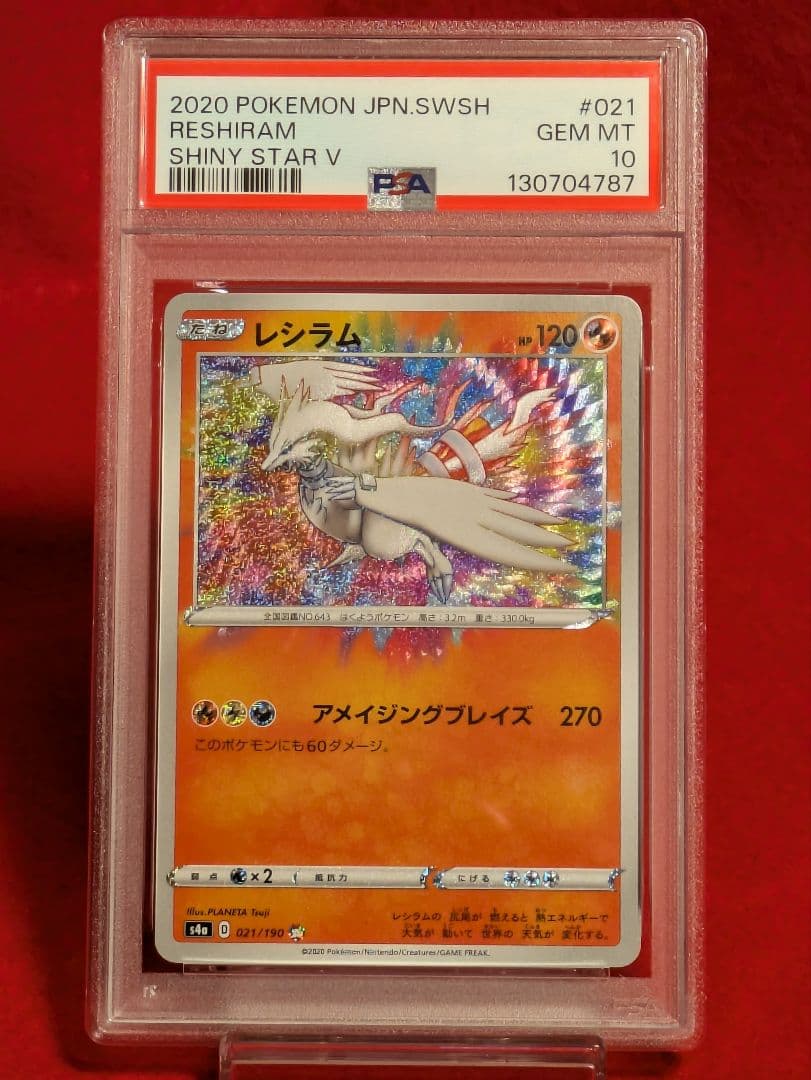 2020 POKEMON JPN.SWSH #021
RESHIRAM GEM MT
SHINY STAR V 10
PSA 130704787
たね レシラム HP 120
全国図鑑NO.643 はくようポケモン 高さ:3.2m 重さ:330.0kg
アメイジングブレイズ 270
このポケモンにも60ダメージ。
弱点 ×2 抵抗力 にげる
Illus.PLANETA Tsuji
レシラムの 尻尾が 燃えると 熱エネルギーで
大気が 動いて 世界の 天気が 変化する。
s4a D 021/190
©2020 Pokémon/Nintendo/Creatures/GAME FREAK.